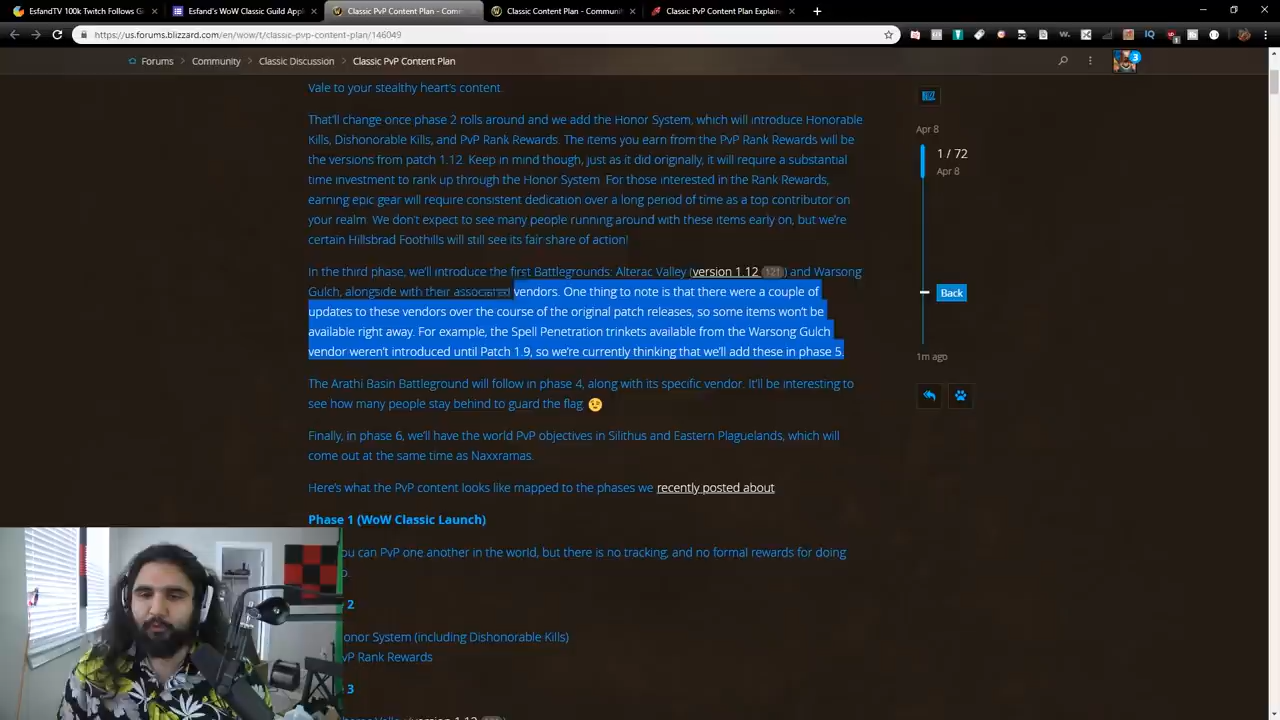 EsfandTV 100k Twitch Follows G
Esfand's WoW Classic Guild Appl
Classic PvP Content Plan - Comm
Classic Content Plan - Communit
Classic PvP Content Plan Explain
https://us.forums.blizzard.com/en/wow/t/classic-pvp-content-plan/146049
Forums
Community
Classic Discussion
Classic PvP Content Plan
3
Vale to your stealthy heart's content.
That'll change once phase 2 rolls around and we add the Honor System, which will introduce Honorable
Kills, Dishonorable Kills, and PvP Rank Rewards. The items you earn from the PvP Rank Rewards will be
the versions from patch 1.12. Keep in mind though, just as it did originally, it will require a substantial
time investment to rank up through the Honor System. For those interested in the Rank Rewards,
earning epic gear will require consistent dedication over a long period of time as a top contributor on
your realm. We don't expect to see many people running around with these items early on, but we're
certain Hillsbrad Foothills will still see its fair share of action!
In the third phase, we'll introduce the first Battlegrounds: Alterac Valley (version 1.12 121) and Warsong
Gulch, alongside with their associated vendors. One thing to note is that there were a couple of
updates to these vendors over the course of the original patch releases, so some items won't be
available right away. For example, the Spell Penetration trinkets available from the Warsong Gulch
vendor weren't introduced until Patch 1.9, so we're currently thinking that we'll add these in phase 5.
The Arathi Basin Battleground will follow in phase 4, along with its specific vendor. It'll be interesting to
see how many people stay behind to guard the flag
Finally, in phase 6, we'll have the world PvP objectives in Silithus and Eastern Plaguelands, which will
come out at the same time as Naxxramas.
Here's what the PvP content looks like mapped to the phases we recently posted about
Phase 1 (WoW Classic Launch)
ou can PvP one another in the world, but there is no tracking, and no formal rewards for doing
o.
2
onor System (including Dishonorable Kills)
vP Rank Rewards
3
Apr 8
1 / 72
Apr 8
Back
1m ago